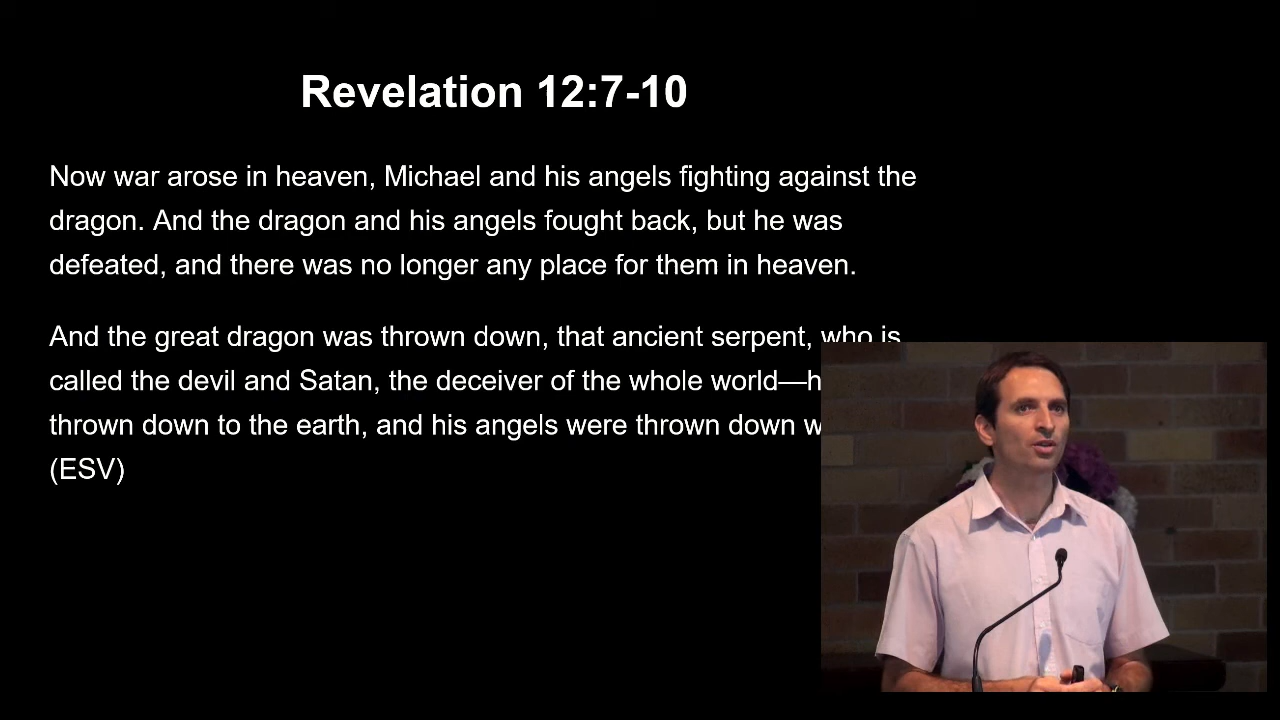 Revelation 12:7-10
Now war arose in heaven, Michael and his angels fighting against the
dragon. And the dragon and his angels fought back, but he was
defeated, and there was no longer any place for them in heaven.
And the great dragon was thrown down, that ancient serpent, who is
called the devil and Satan, the deceiver of the whole world—h
thrown down to the earth, and his angels were thrown down w
(ESV)